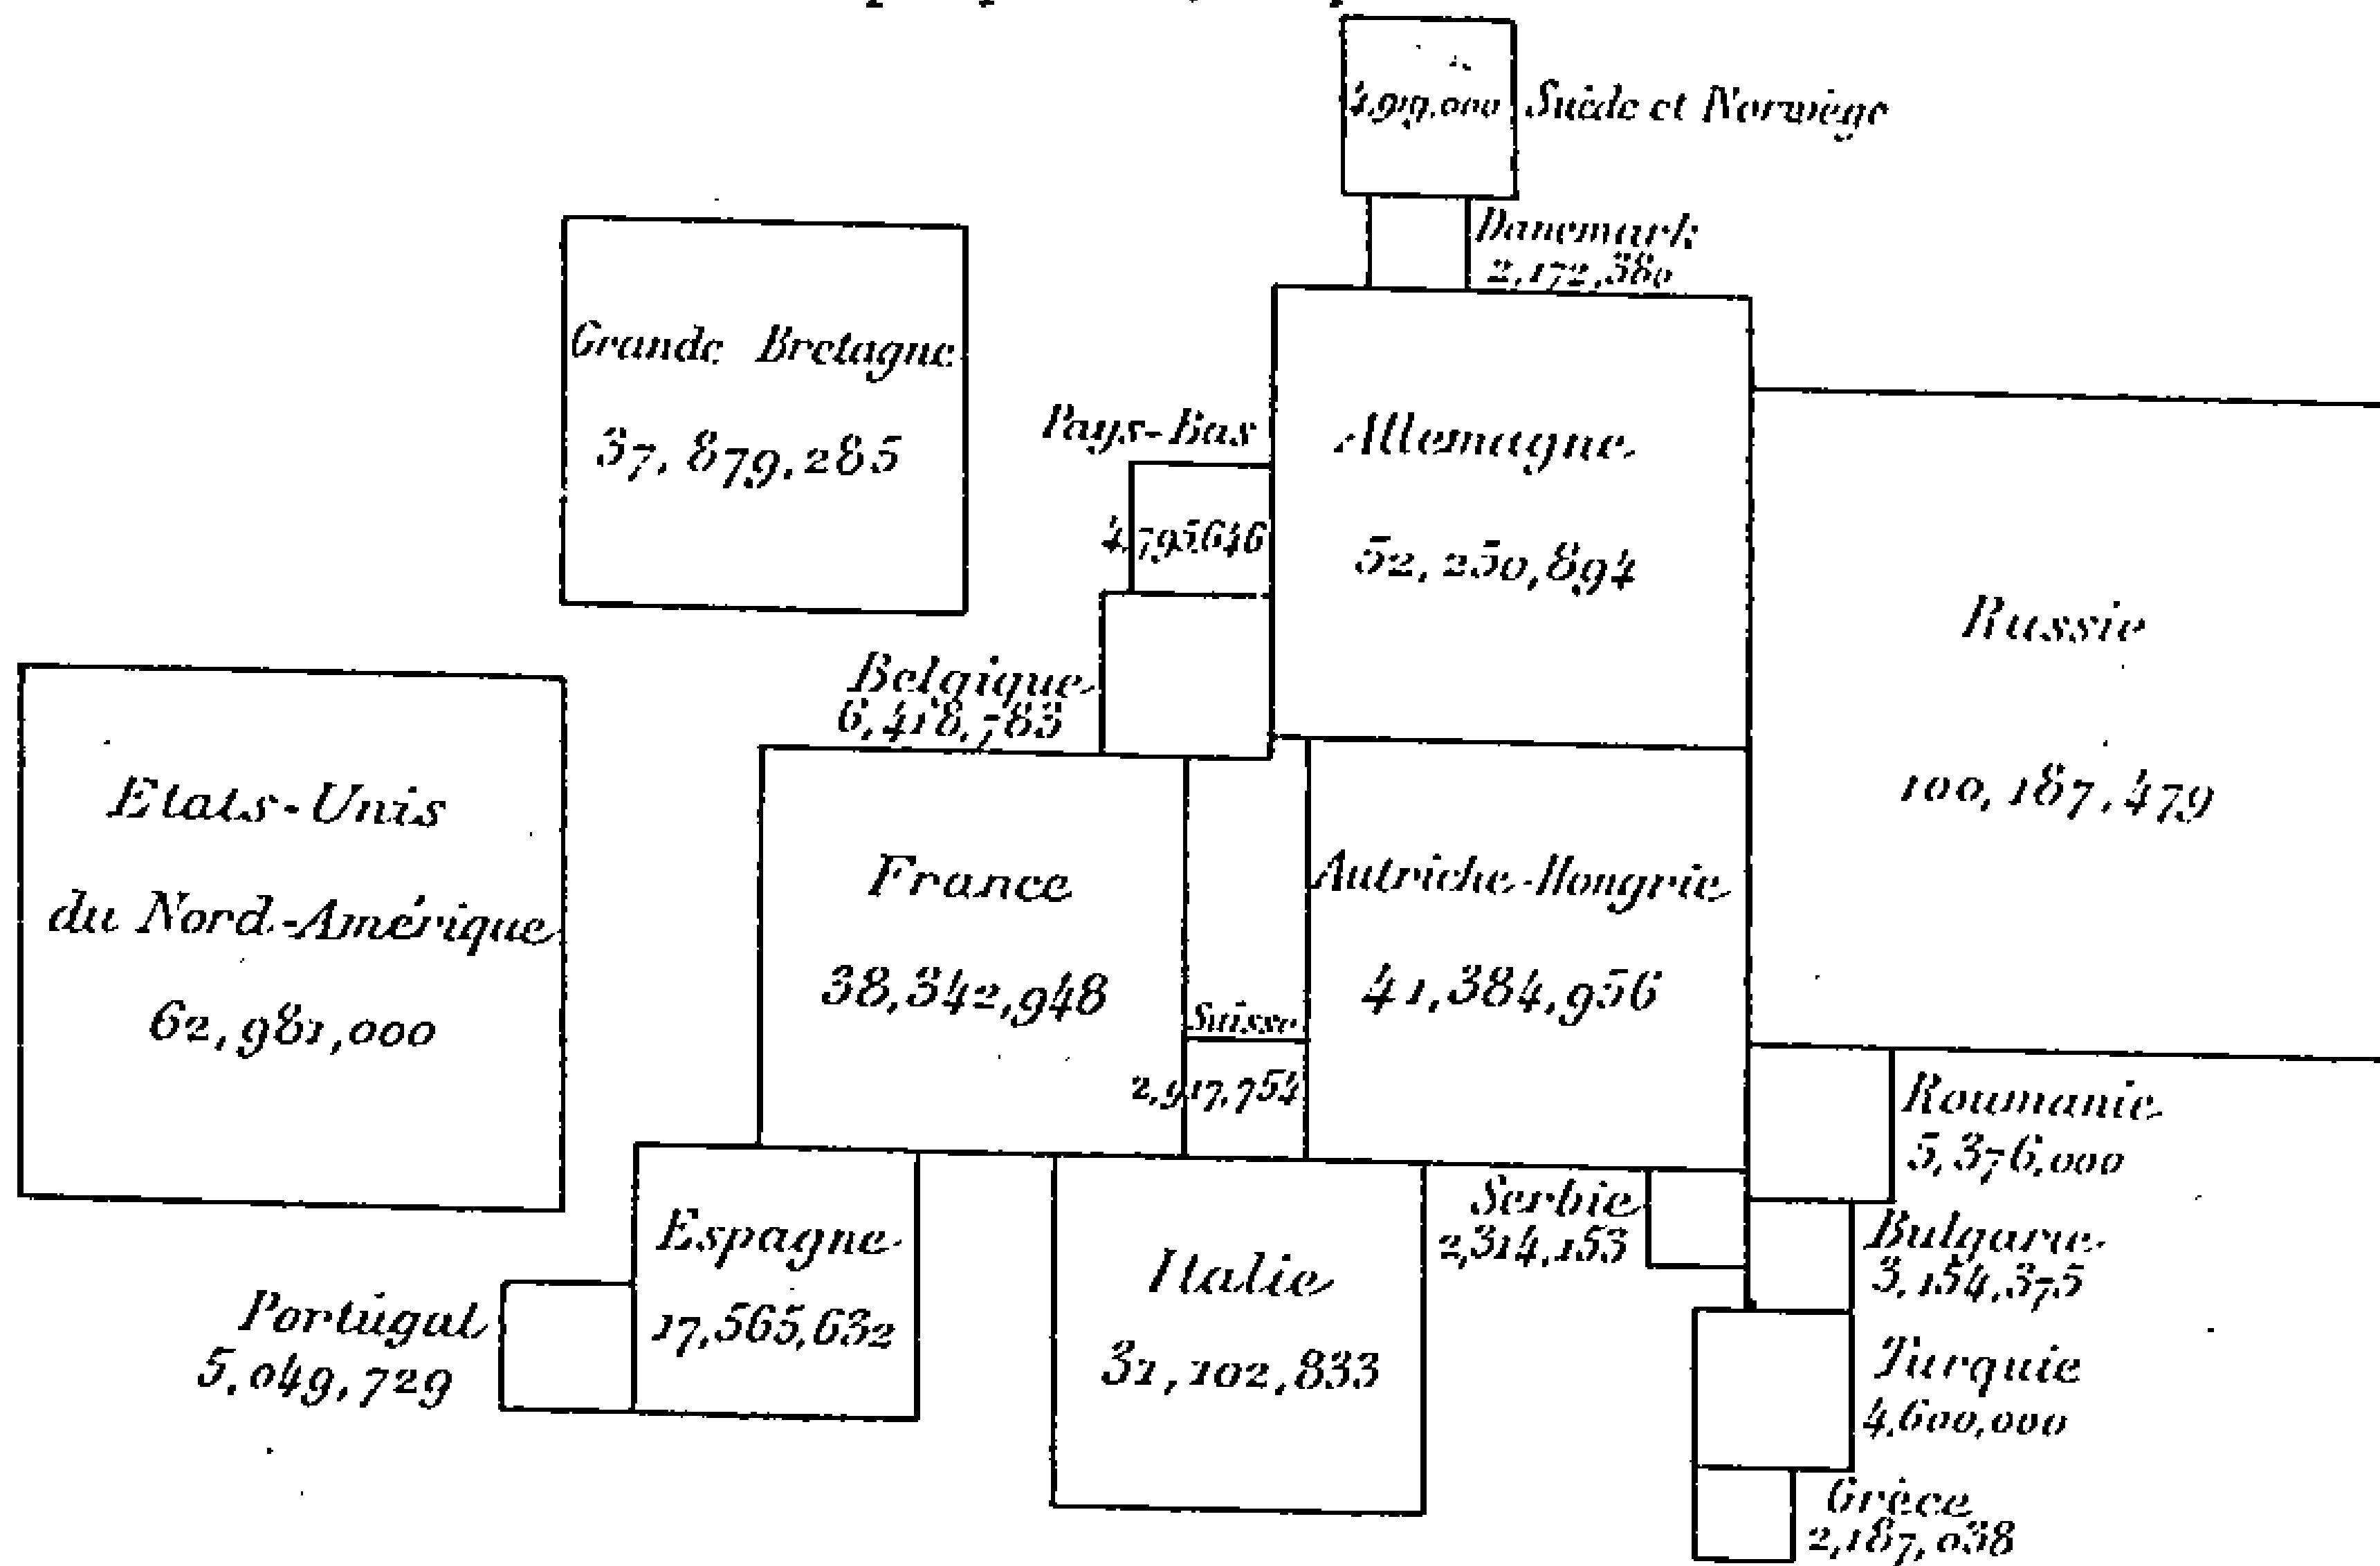 4,919,000
Suède et Norwège
Danemark
2,172,380
Grande Bretagne
37,879,285
Pays-Bas
4,795,646
Allemagne
52,250,894
Russie
100,187,479
Belgique
6,418,783
Etats-Unis
du Nord-Amérique
62,981,000
France
38,342,948
Suisse
2,917,754
Autriche-Hongrie
41,384,956
Roumanie
5,376,000
Serbie
2,314,153
Bulgarie
3,154,375
Espagne
17,565,632
Portugal
5,049,729
Italie
31,102,833
Turquie
4,600,000
Grèce
2,187,038